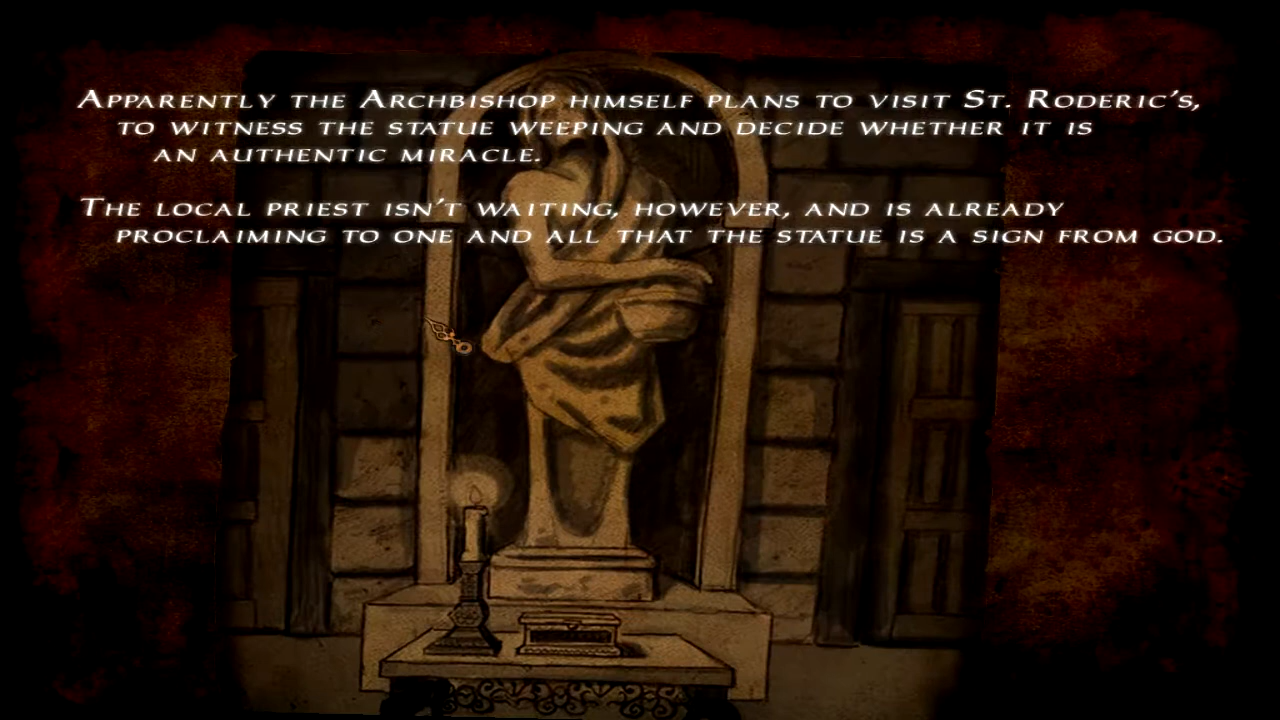 Apparently the Archbishop himself plans to visit St. Roderic's,
to witness the statue weeping and decide whether it is
an authentic miracle.
The local priest isn't waiting, however, and is already
proclaiming to one and all that the statue is a sign from god.